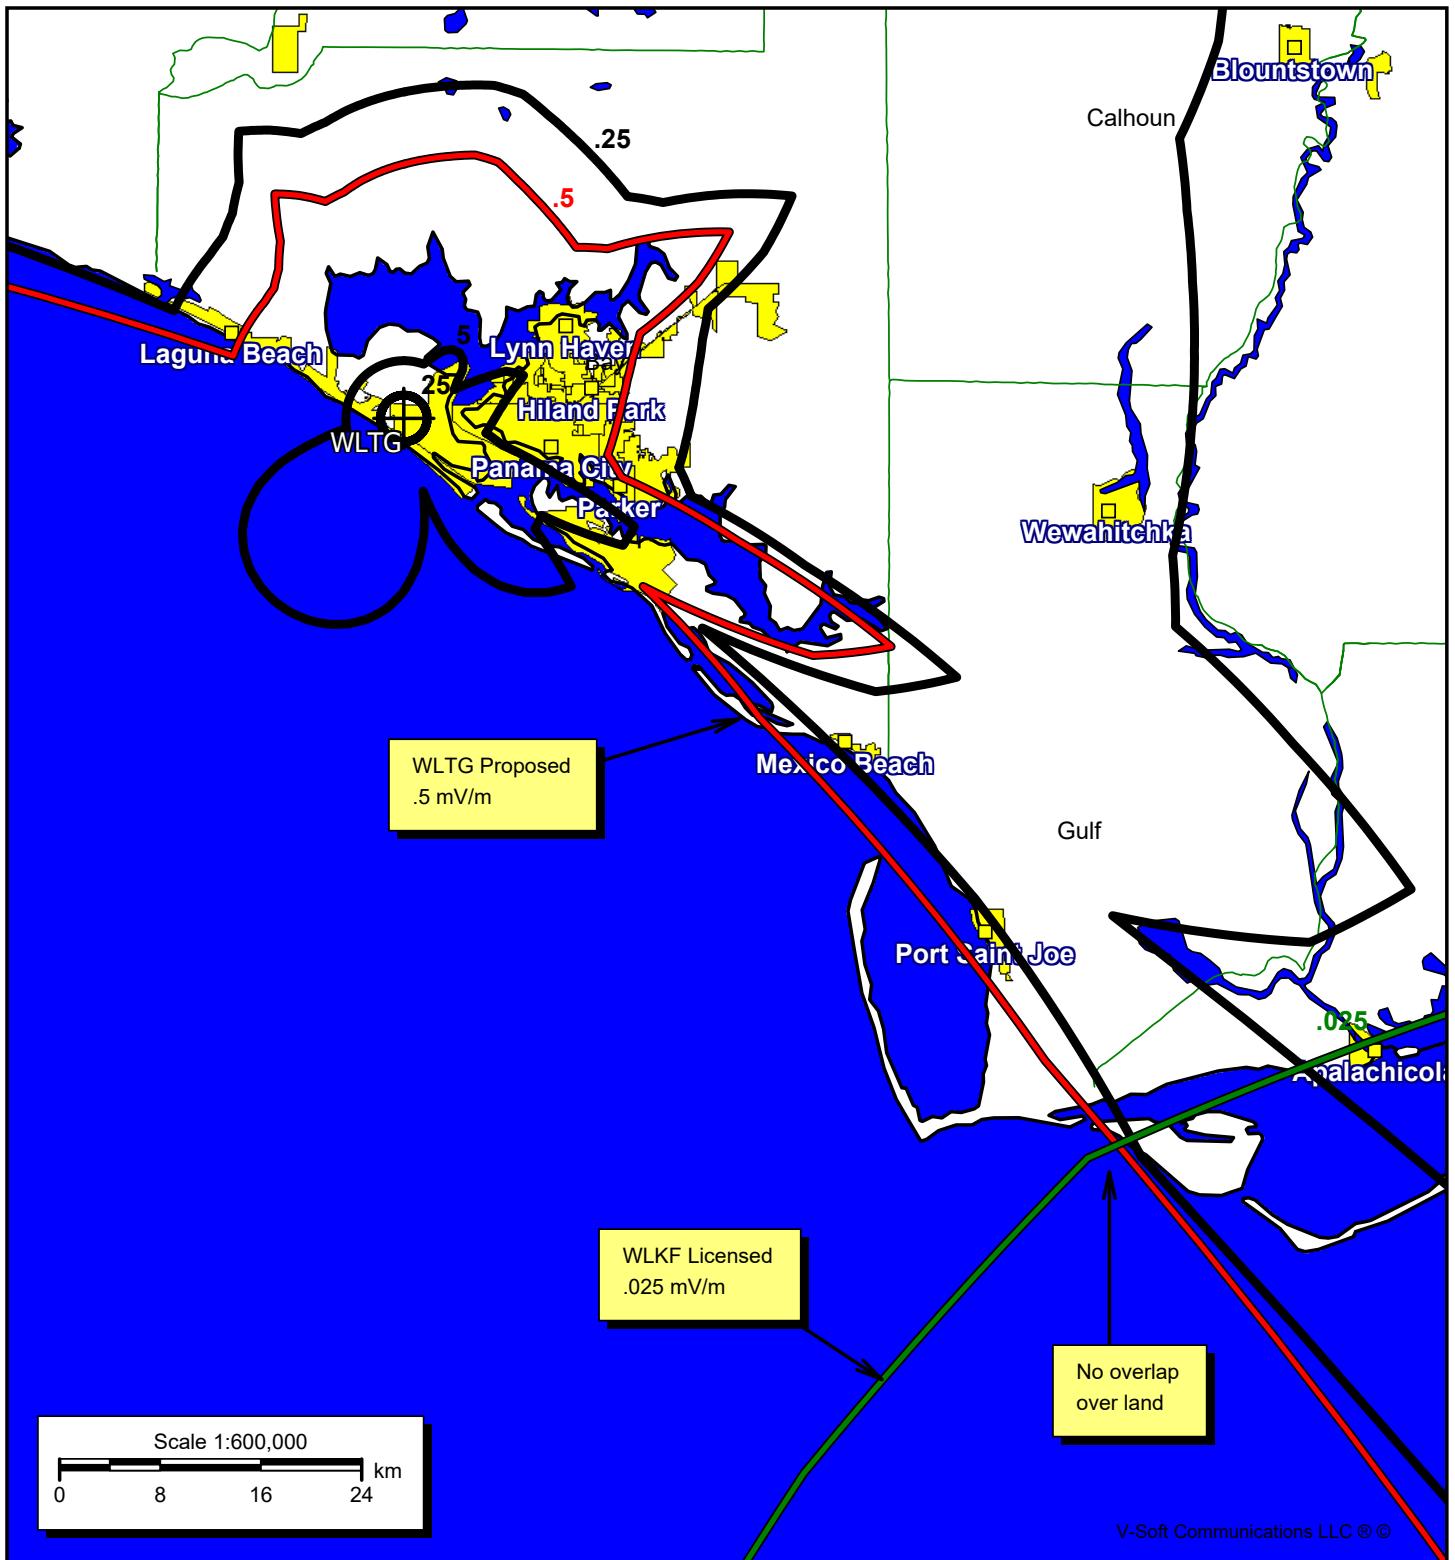 Blountstown
Calhoun
.25
.5
5
Lynn Haven
Bay
Laguna Beach
25
Hiland Park
WLTG
Panama City
Parker
Wewahitchka
WLTG Proposed
.5 mV/m
Mexico Beach
Gulf
Port Saint Joe
.025
Apalachicola
WLKF Licensed
.025 mV/m
No overlap
over land
Scale 1:600,000
km
0 8 16 24
V-Soft Communications LLC ® ©